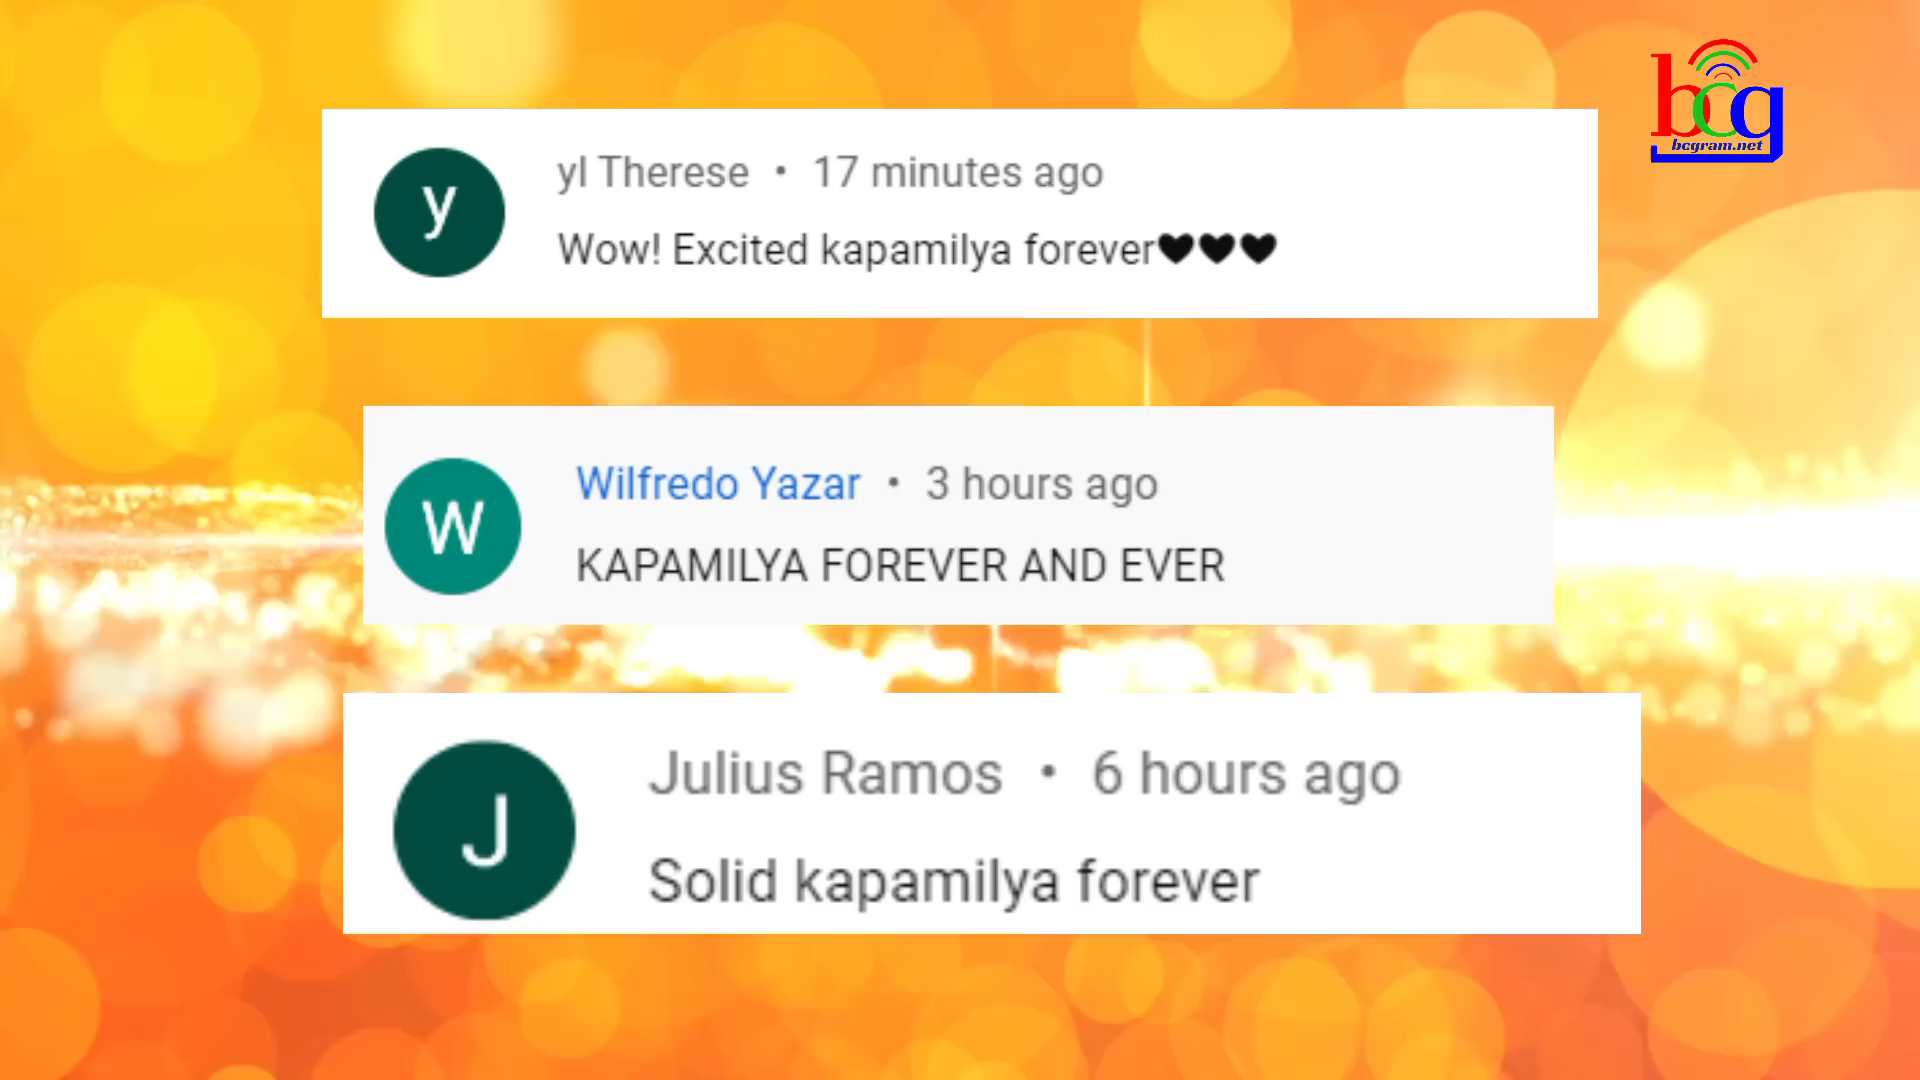 bcg
bcgram.net
y
yl Therese • 17 minutes ago
Wow! Excited kapamilya forever🖤🖤🖤
W
Wilfredo Yazar • 3 hours ago
KAPAMILYA FOREVER AND EVER
J
Julius Ramos • 6 hours ago
Solid kapamilya forever